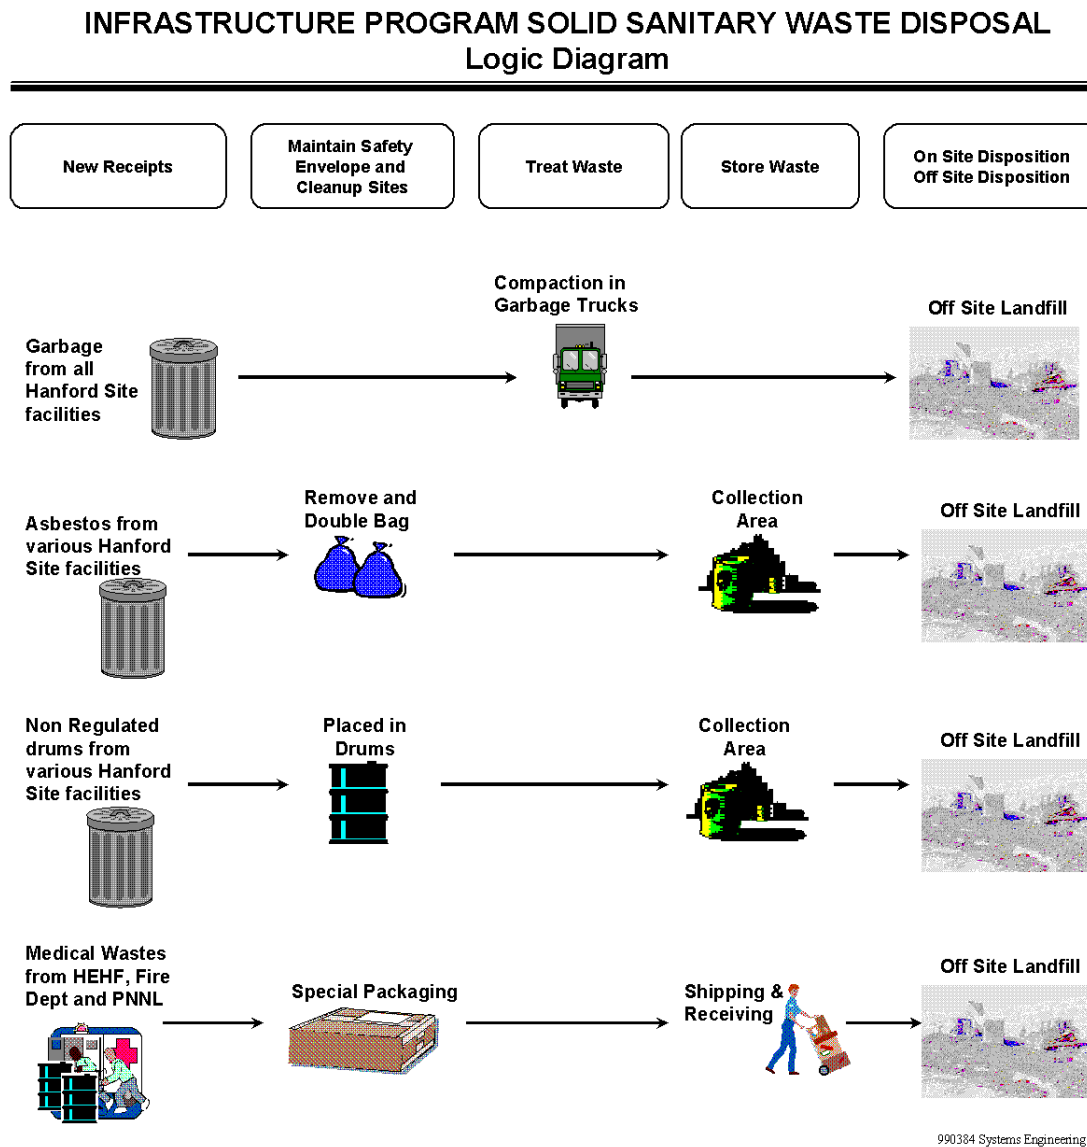 INFRASTRUCTURE PROGRAM SOLID SANITARY WASTE DISPOSAL
Logic Diagram
New Receipts
Maintain Safety
Envelope and
Cleanup Sites
Treat Waste
Store Waste
On Site Disposition
Off Site Disposition
Garbage
from all
Hanford Site
facilities
Compaction in
Garbage Trucks
Off Site Landfill
Asbestos from
various Hanford
Site facilities
Remove and
Double Bag
Collection
Area
Off Site Landfill
Non Regulated
drums from
various Hanford
Site facilities
Placed in
Drums
Collection
Area
Off Site Landfill
Medical Wastes
from HEHF, Fire
Dept and PNNL
Special Packaging
Shipping &
Receiving
Off Site Landfill
990384 Systems Engineering